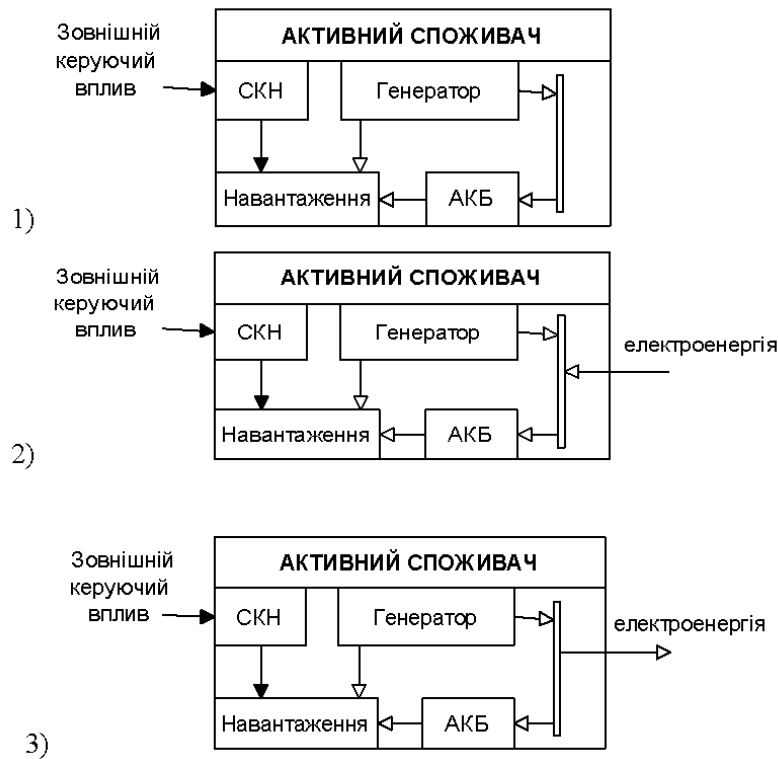 АКТИВНИЙ СПОЖИВАЧ
Зовнішній
керуючий
вплив
СКН
Генератор
Навантаження
АКБ
1)
АКТИВНИЙ СПОЖИВАЧ
Зовнішній
керуючий
вплив
СКН
Генератор
електроенергія
Навантаження
АКБ
2)
АКТИВНИЙ СПОЖИВАЧ
Зовнішній
керуючий
вплив
СКН
Генератор
електроенергія
Навантаження
АКБ
3)